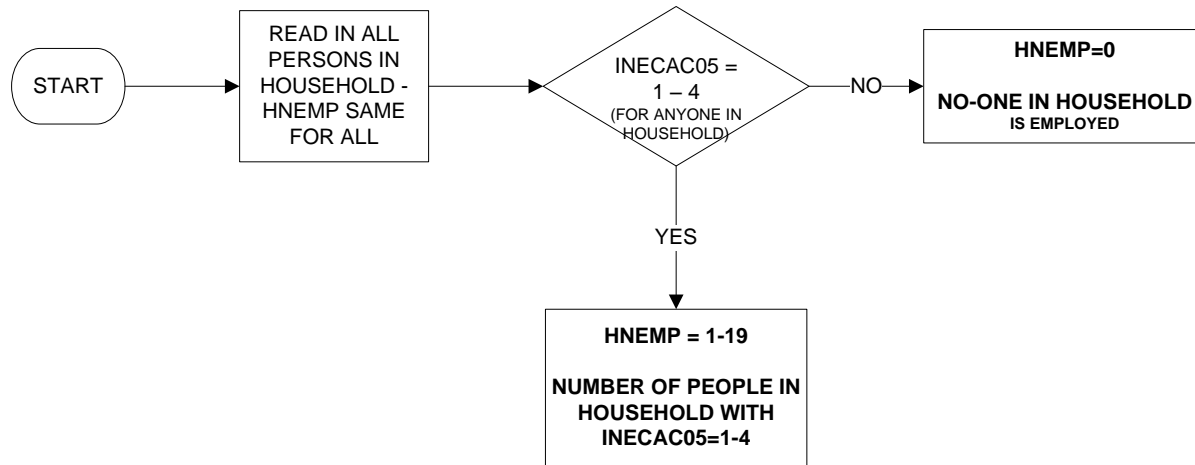 START
READ IN ALL
PERSONS IN
HOUSEHOLD -
HNEMP SAME
FOR ALL
INECAC05 =
1 – 4
(FOR ANYONE IN
HOUSEHOLD)
NO
HNEMP=0
NO-ONE IN HOUSEHOLD
IS EMPLOYED
YES
HNEMP = 1-19
NUMBER OF PEOPLE IN
HOUSEHOLD WITH
INECAC05=1-4